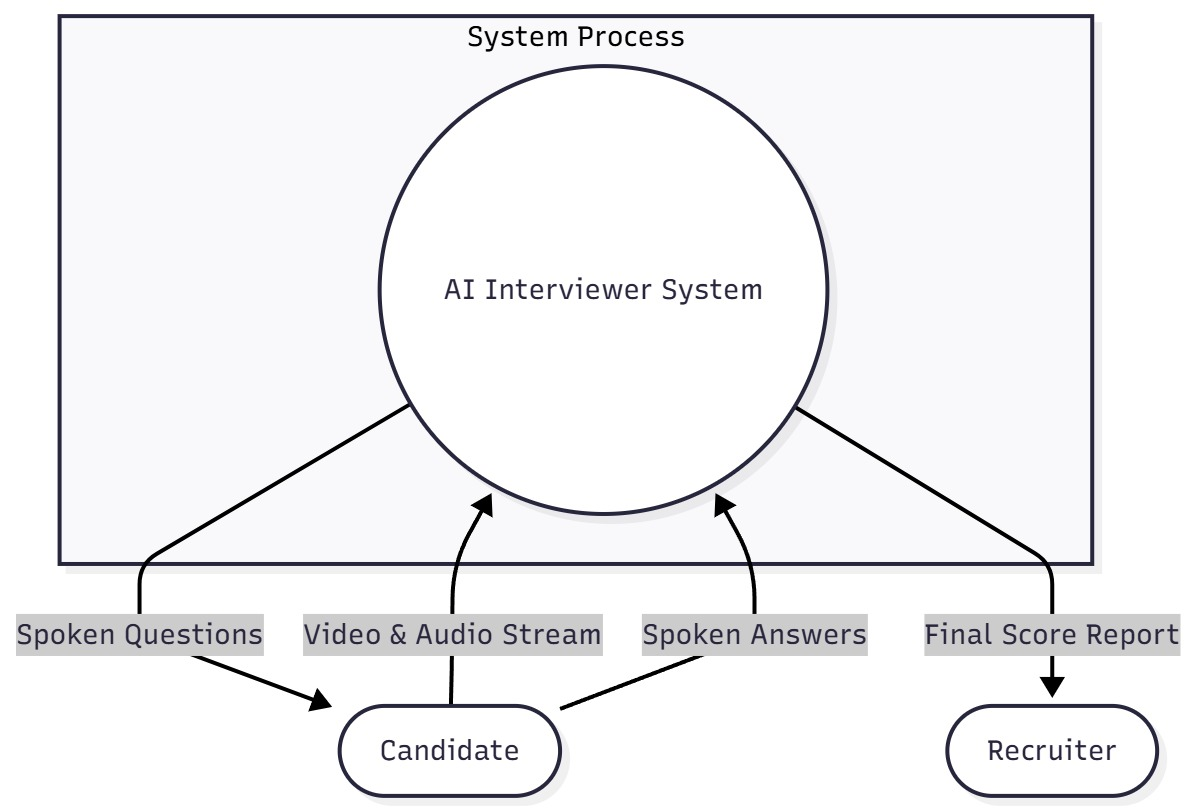 System Process
AI Interviewer System
Spoken Questions
Video & Audio Stream
Spoken Answers
Final Score Report
Candidate
Recruiter